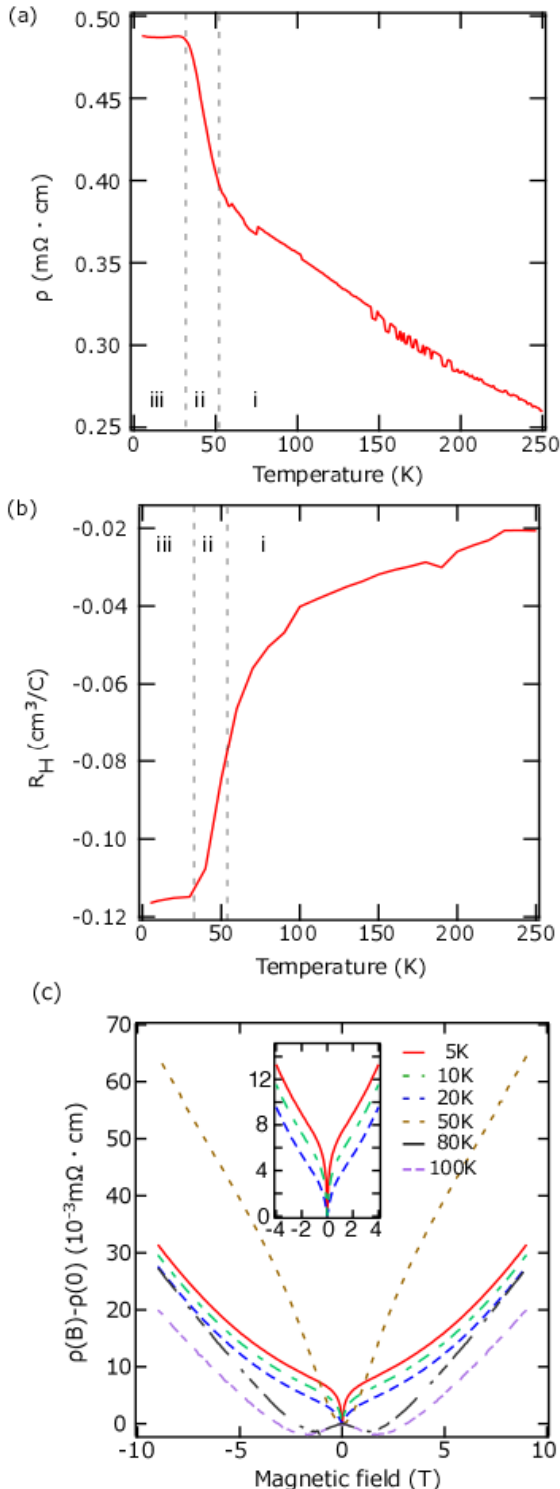 (a)
0.50
0.45
0.40
0.35
0.30
0.25
ρ (mΩ · cm)
iii ii i
0 50 100 150 200 250
Temperature (K)
(b)
-0.02
-0.04
-0.06
-0.08
-0.10
-0.12
R_H (cm³/C)
iii ii i
0 50 100 150 200 250
Temperature (K)
(c)
70
60
50
40
30
20
10
0
ρ(B)-ρ(0) (10⁻³mΩ · cm)
12
8
4
0
-4 -2 0 2 4
5K
10K
20K
50K
80K
100K
-10 -5 0 5 10
Magnetic field (T)